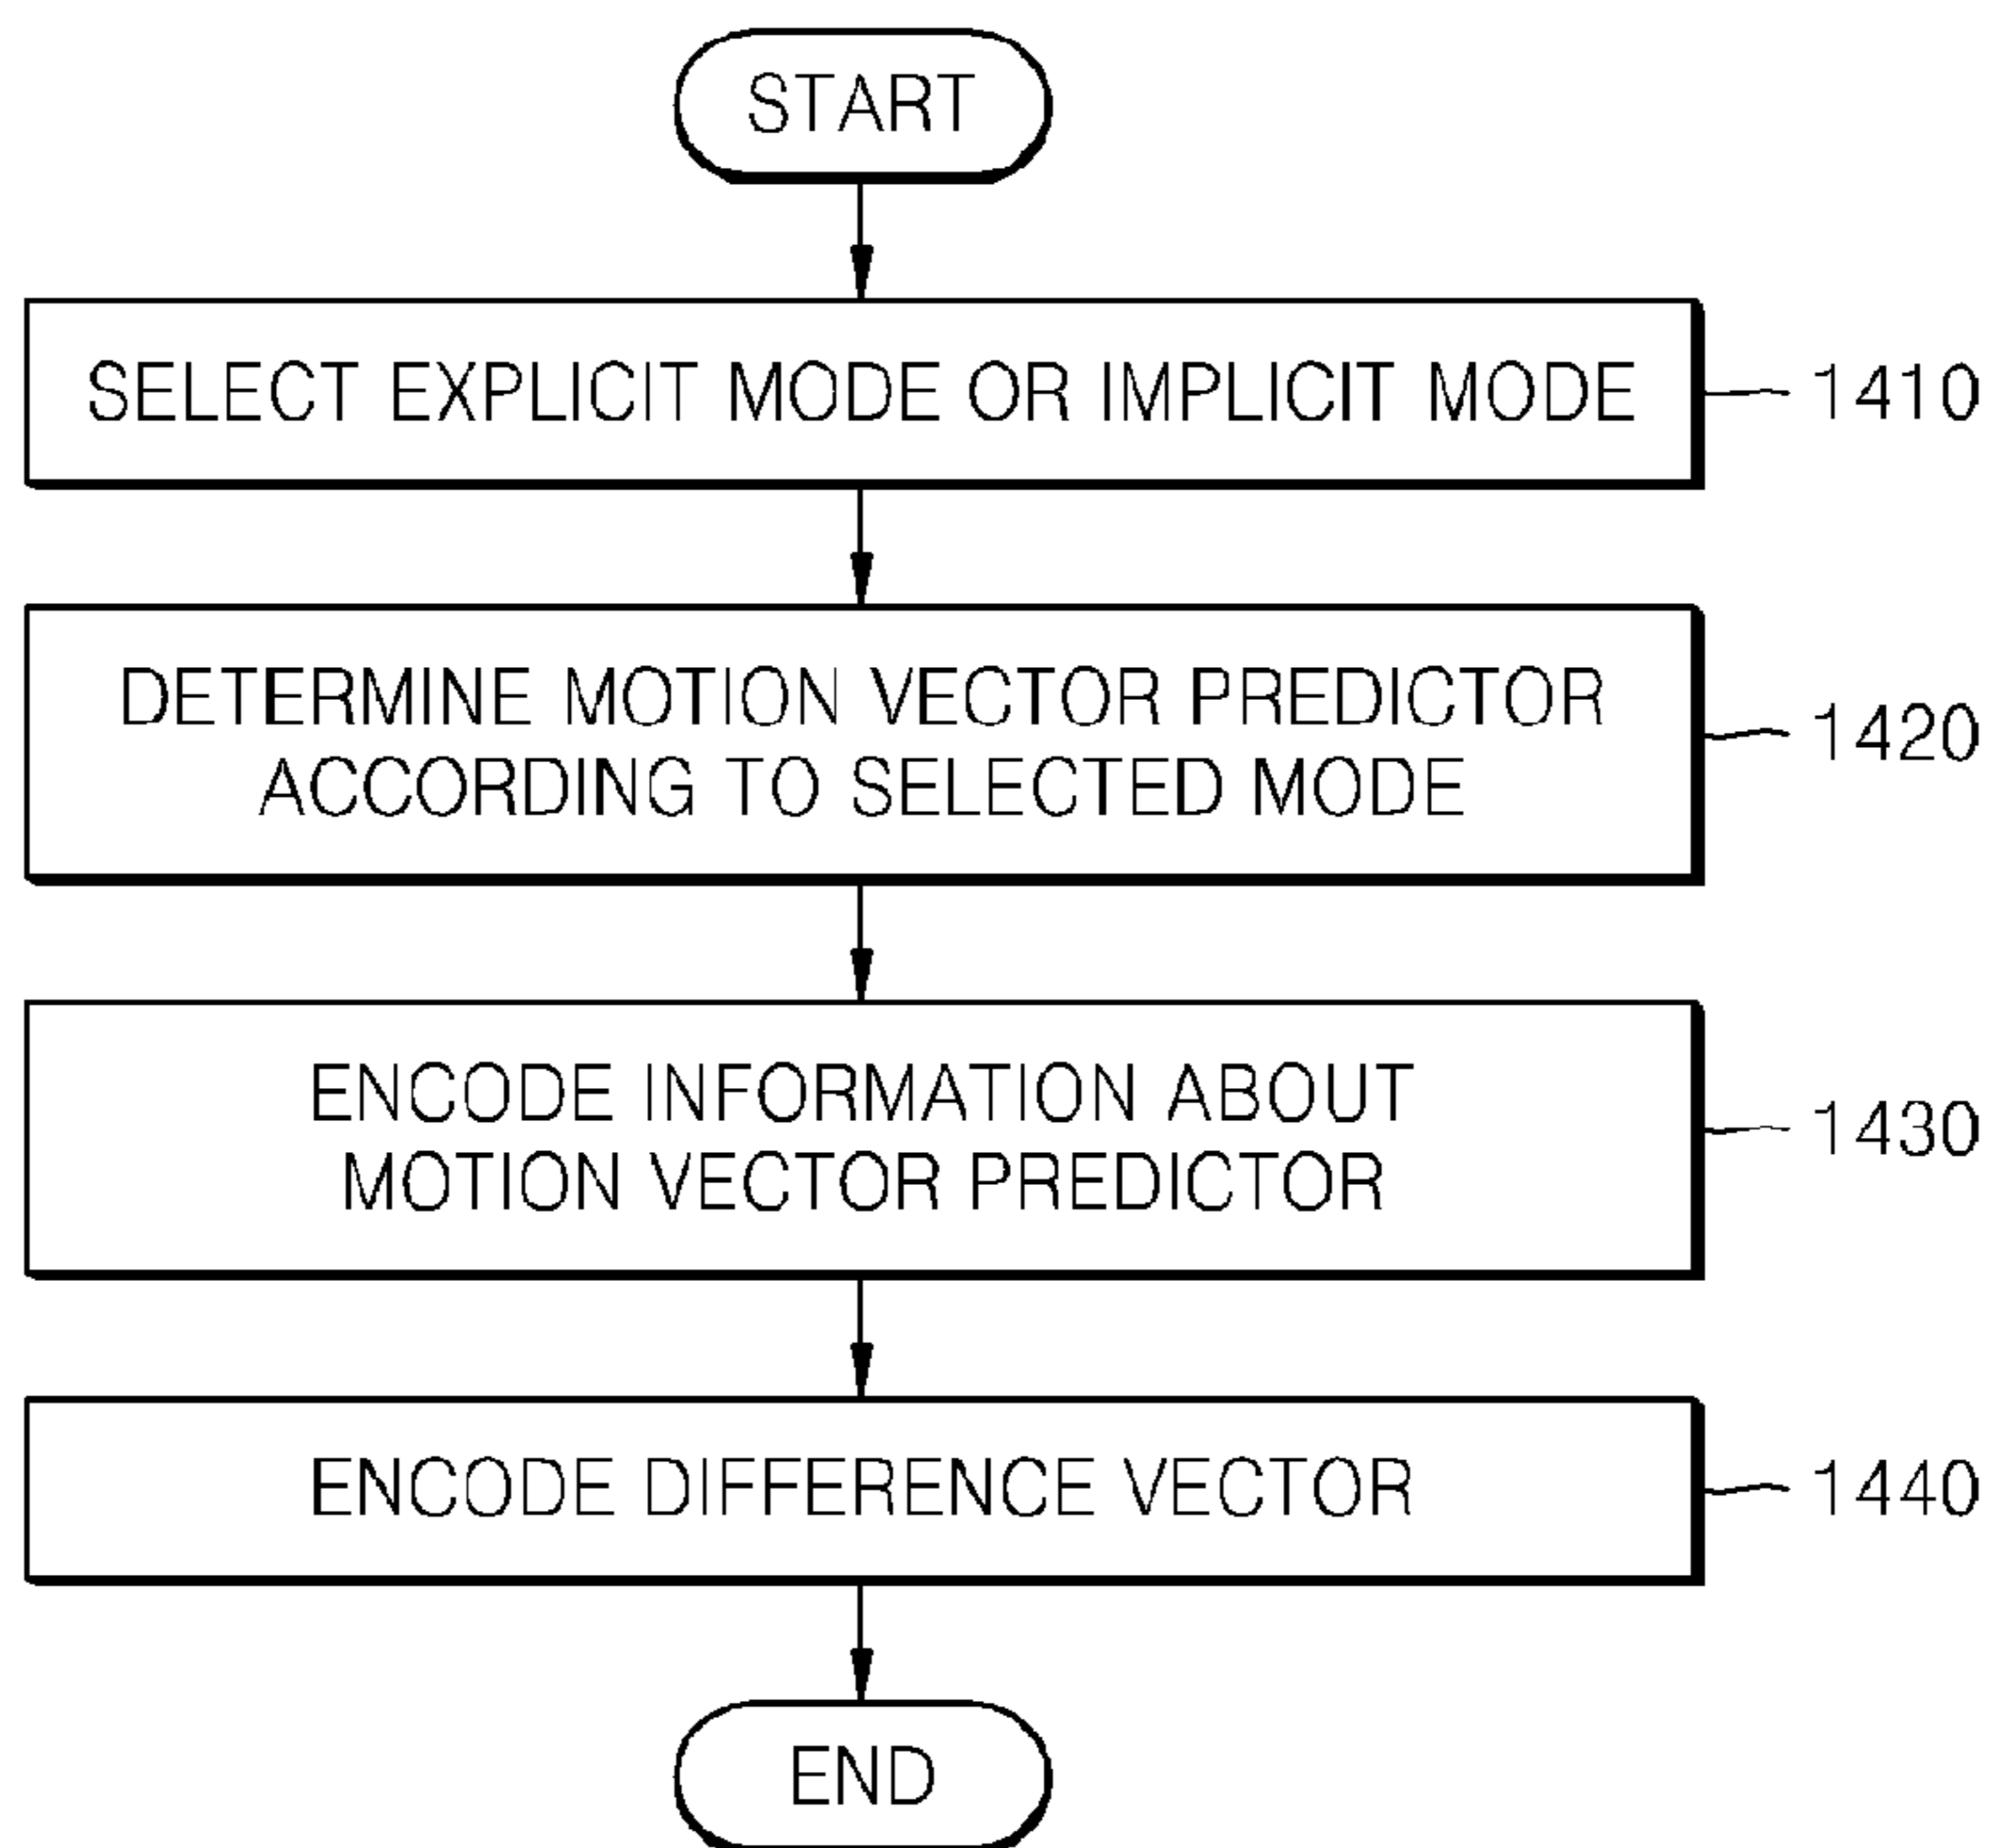 START
SELECT EXPLICIT MODE OR IMPLICIT MODE
1410
DETERMINE MOTION VECTOR PREDICTOR
ACCORDING TO SELECTED MODE
1420
ENCODE INFORMATION ABOUT
MOTION VECTOR PREDICTOR
1430
ENCODE DIFFERENCE VECTOR
1440
END